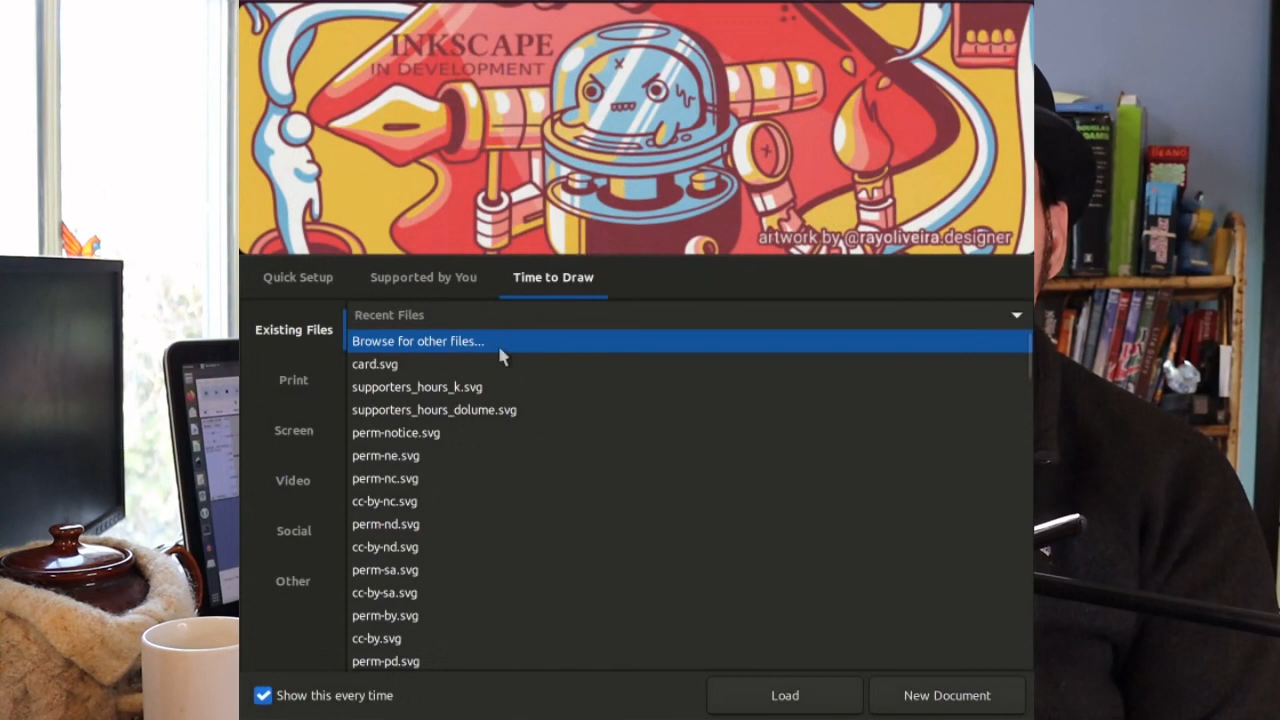 INKSCAPE
IN DEVELOPMENT
artwork by @rayoliveira.designer
Quick Setup
Supported by You
Time to Draw
Existing Files
Print
Screen
Video
Social
Other
Recent Files
Browse for other files...
card.svg
supporters_hours_k.svg
supporters_hours_dolume.svg
perm-notice.svg
perm-ne.svg
perm-nc.svg
cc-by-nc.svg
perm-nd.svg
cc-by-nd.svg
perm-sa.svg
cc-by-sa.svg
perm-by.svg
cc-by.svg
perm-pd.svg
Show this every time
Load
New Document